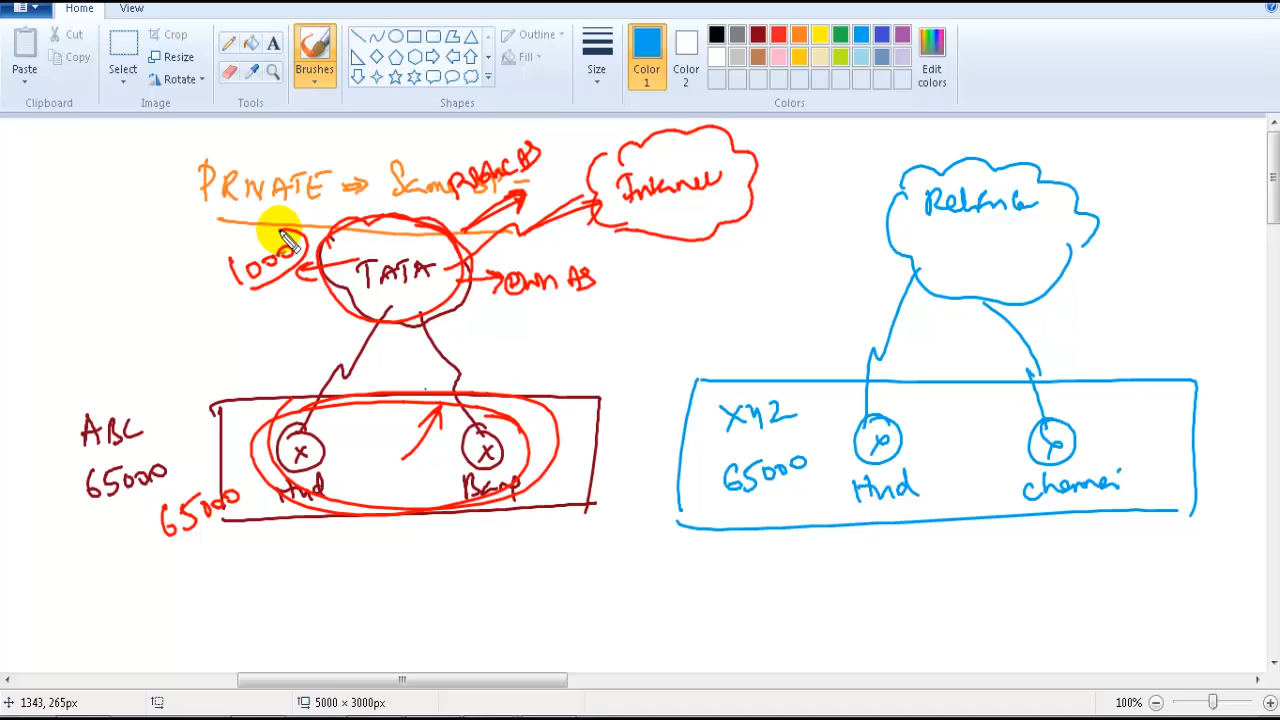 Home View
Cut
Copy
Paste
Clipboard
Select
Crop
Resize
Rotate
Image
A
Tools
Brushes
Outline
Fill
Shapes
Size
Color 1
Color 2
Edit colors
Colors
PRIVATE ⇒
Internet
Reliance
1000
TATA
Own AS
ABC
65000
65000
x
x
Hyd
Bang
XYZ
65000
Hyd
Chennai
1343, 265px
5000 × 3000px
100%